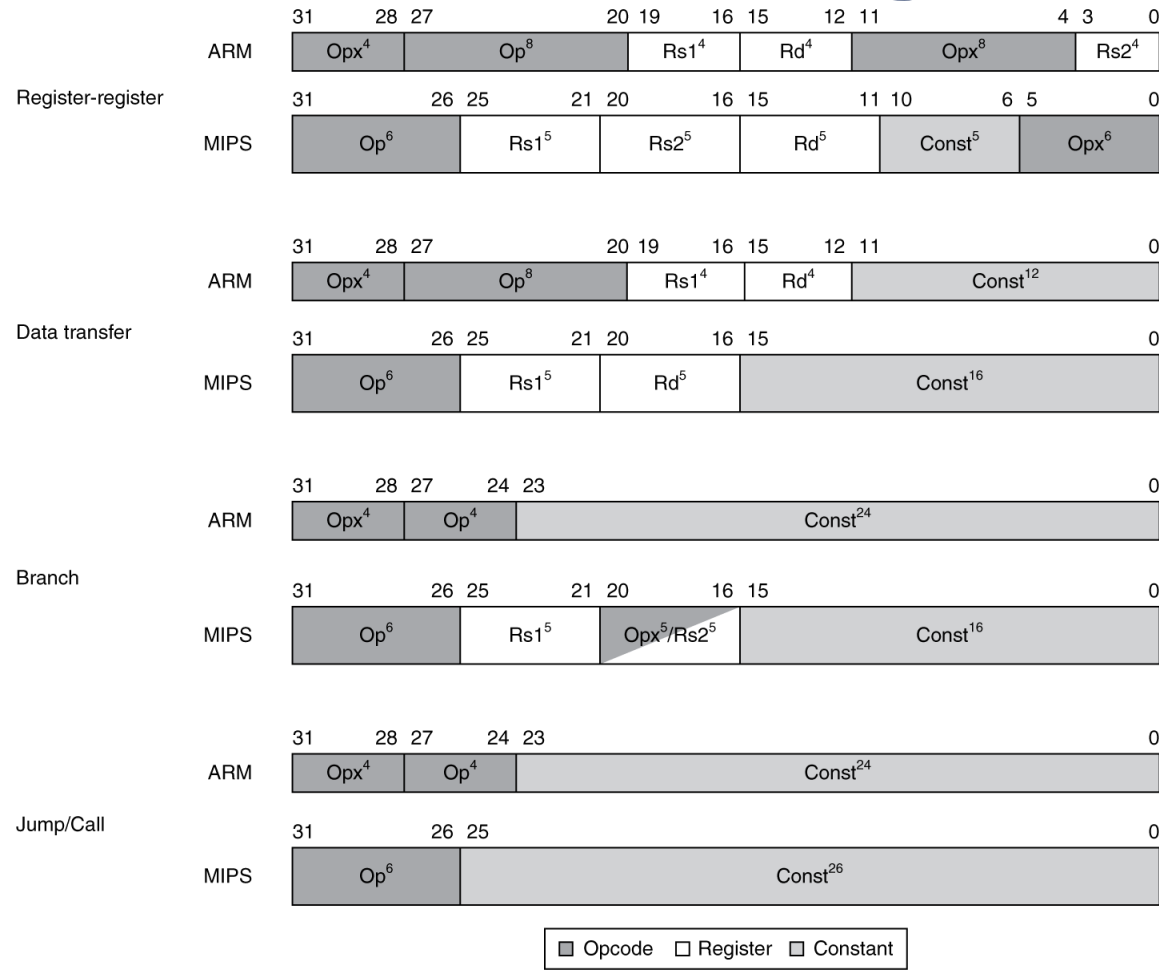 31 28 27 20 19 16 15 12 11 4 3 0
ARM Opx⁴ Op⁸ Rs1⁴ Rd⁴ Opx⁸ Rs2⁴
Register-register
31 26 25 21 20 16 15 11 10 6 5 0
MIPS Op⁶ Rs1⁵ Rs2⁵ Rd⁵ Const⁵ Opx⁶
31 28 27 20 19 16 15 12 11 0
ARM Opx⁴ Op⁸ Rs1⁴ Rd⁴ Const¹²
Data transfer
31 26 25 21 20 16 15 0
MIPS Op⁶ Rs1⁵ Rd⁵ Const¹⁶
31 28 27 24 23 0
ARM Opx⁴ Op⁴ Const²⁴
Branch
31 26 25 21 20 16 15 0
MIPS Op⁶ Rs1⁵ Opx⁵/Rs2⁵ Const¹⁶
31 28 27 24 23 0
ARM Opx⁴ Op⁴ Const²⁴
Jump/Call
31 26 25 0
MIPS Op⁶ Const²⁶
Opcode Register Constant